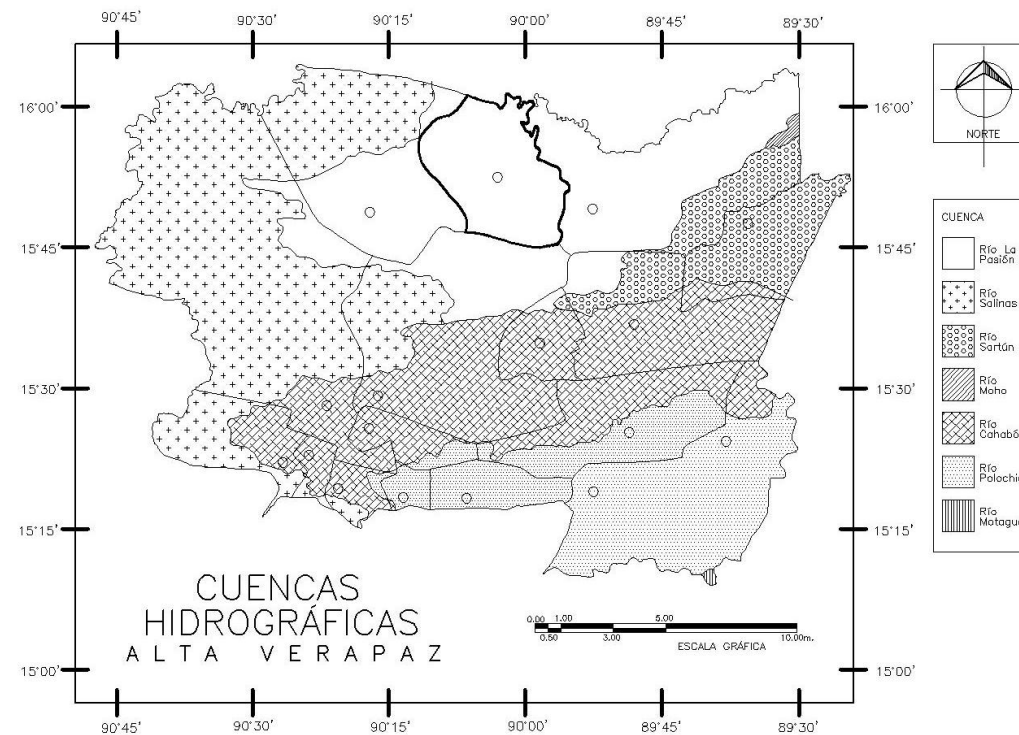 90°45' 90°30' 90°15' 90°00' 89°45' 89°30'
16°00' 16°00'
NORTE
CUENCA
Río La
Pasión
15°45' 15°45'
Río
Salinas
Río
Sartún
Río
Moho
15°30' 15°30'
Río
Río
15°15' 15°15'
Río
CUENCAS
HIDROGRÁFICAS
ALTA VERAPAZ
0.00 1.00 5.00
0.50 3.00 10.00m.
ESCALA GRÁFICA
15°00' 15°00'
90°45' 90°30' 90°15' 90°00' 89°45' 89°30'